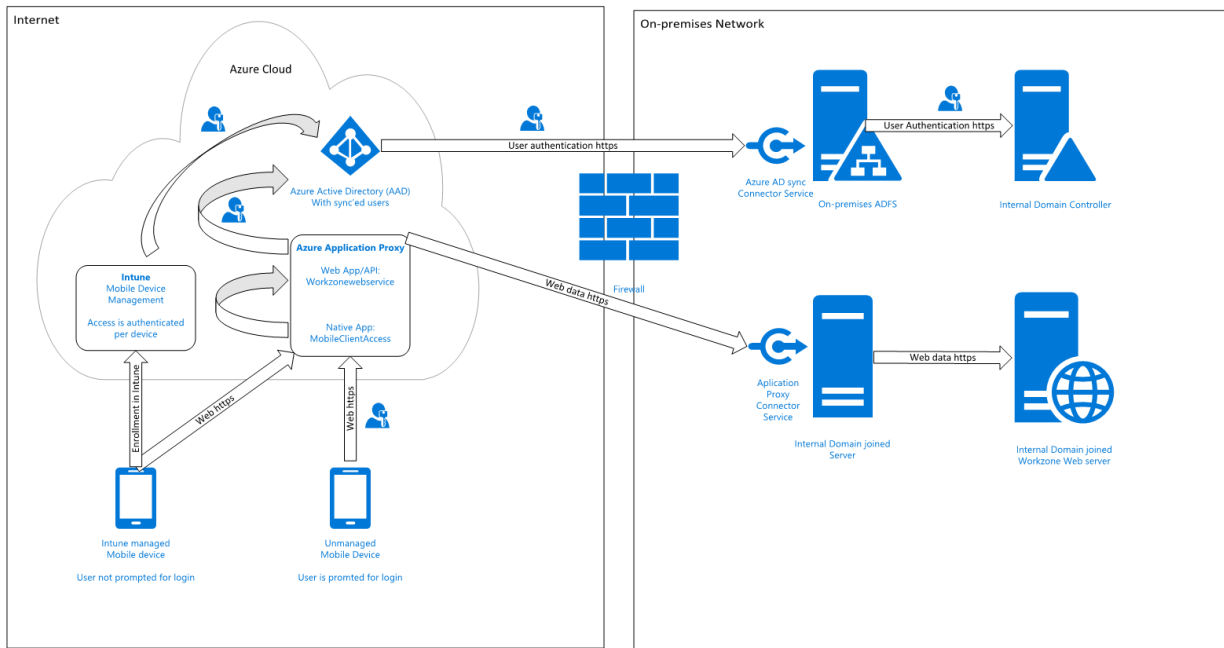 Internet
On-premises Network
Azure Cloud
User authentication https
User Authentication https
Azure Active Directory (AAD)
With sync'ed users
Azure AD sync
Connector Service
On-premises ADFS
Internal Domain Controller
Azure Application Proxy
Web App/API:
Workzonewebservice
Native App:
MobileClientAccess
Intune
Mobile Device
Management
Access is authenticated
per device
Firewall
Web data https
Web data https
Enrollment in Intune
Web https
Web https
Aplication
Proxy
Connector
Service
Internal Domain joined
Server
Internal Domain joined
Workzone Web server
Intune managed
Mobile device
User not prompted for login
Unmanaged
Mobile Device
User is promted for login